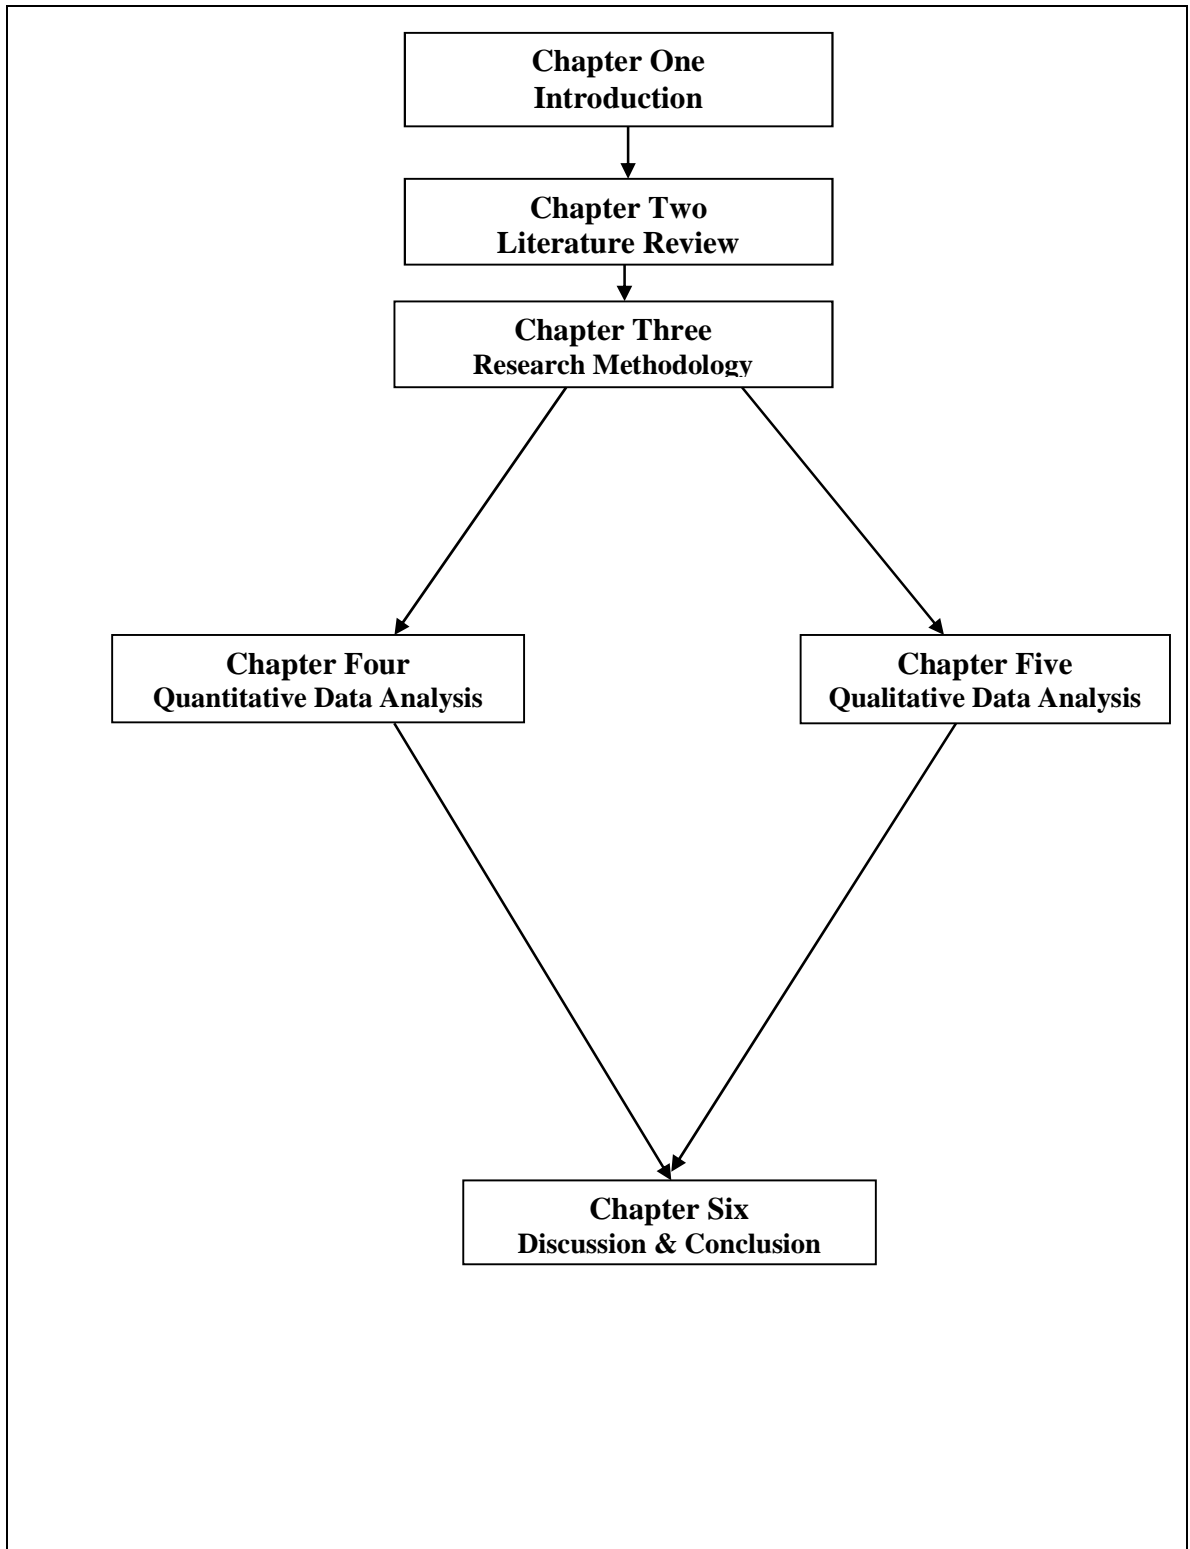 Chapter One
Introduction
Chapter Two
Literature Review
Chapter Three
Research Methodology
Chapter Four
Quantitative Data Analysis
Chapter Five
Qualitative Data Analysis
Chapter Six
Discussion & Conclusion